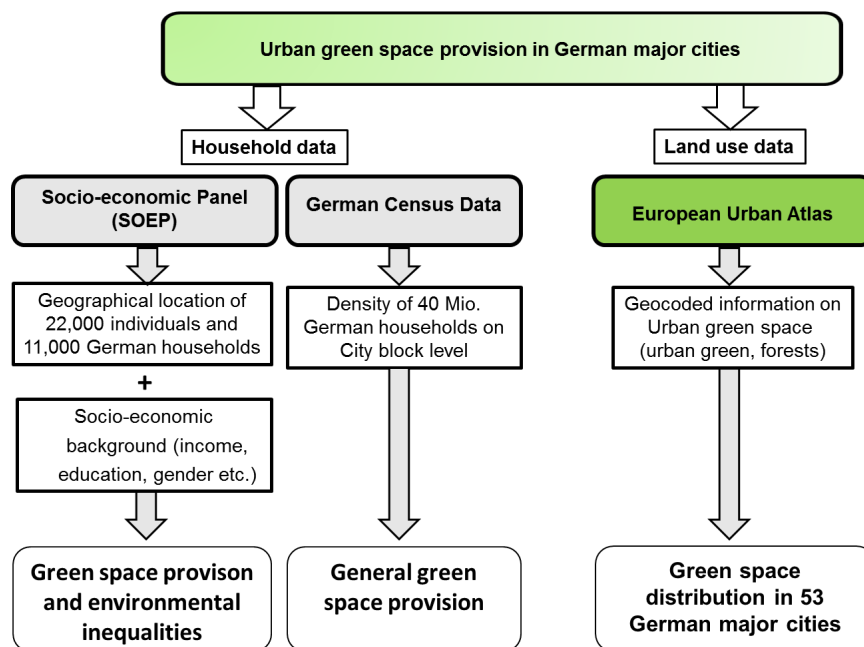 Urban green space provision in German major cities
Household data
Land use data
Socio-economic Panel
(SOEP)
German Census Data
European Urban Atlas
Geographical location of
22,000 individuals and
11,000 German households
Density of 40 Mio.
German households on
City block level
Geocoded information on
Urban green space
(urban green, forests)
+
Socio-economic
background (income,
education, gender etc.)
Green space provison
and environmental
inequalities
General green
space provision
Green space
distribution in 53
German major cities